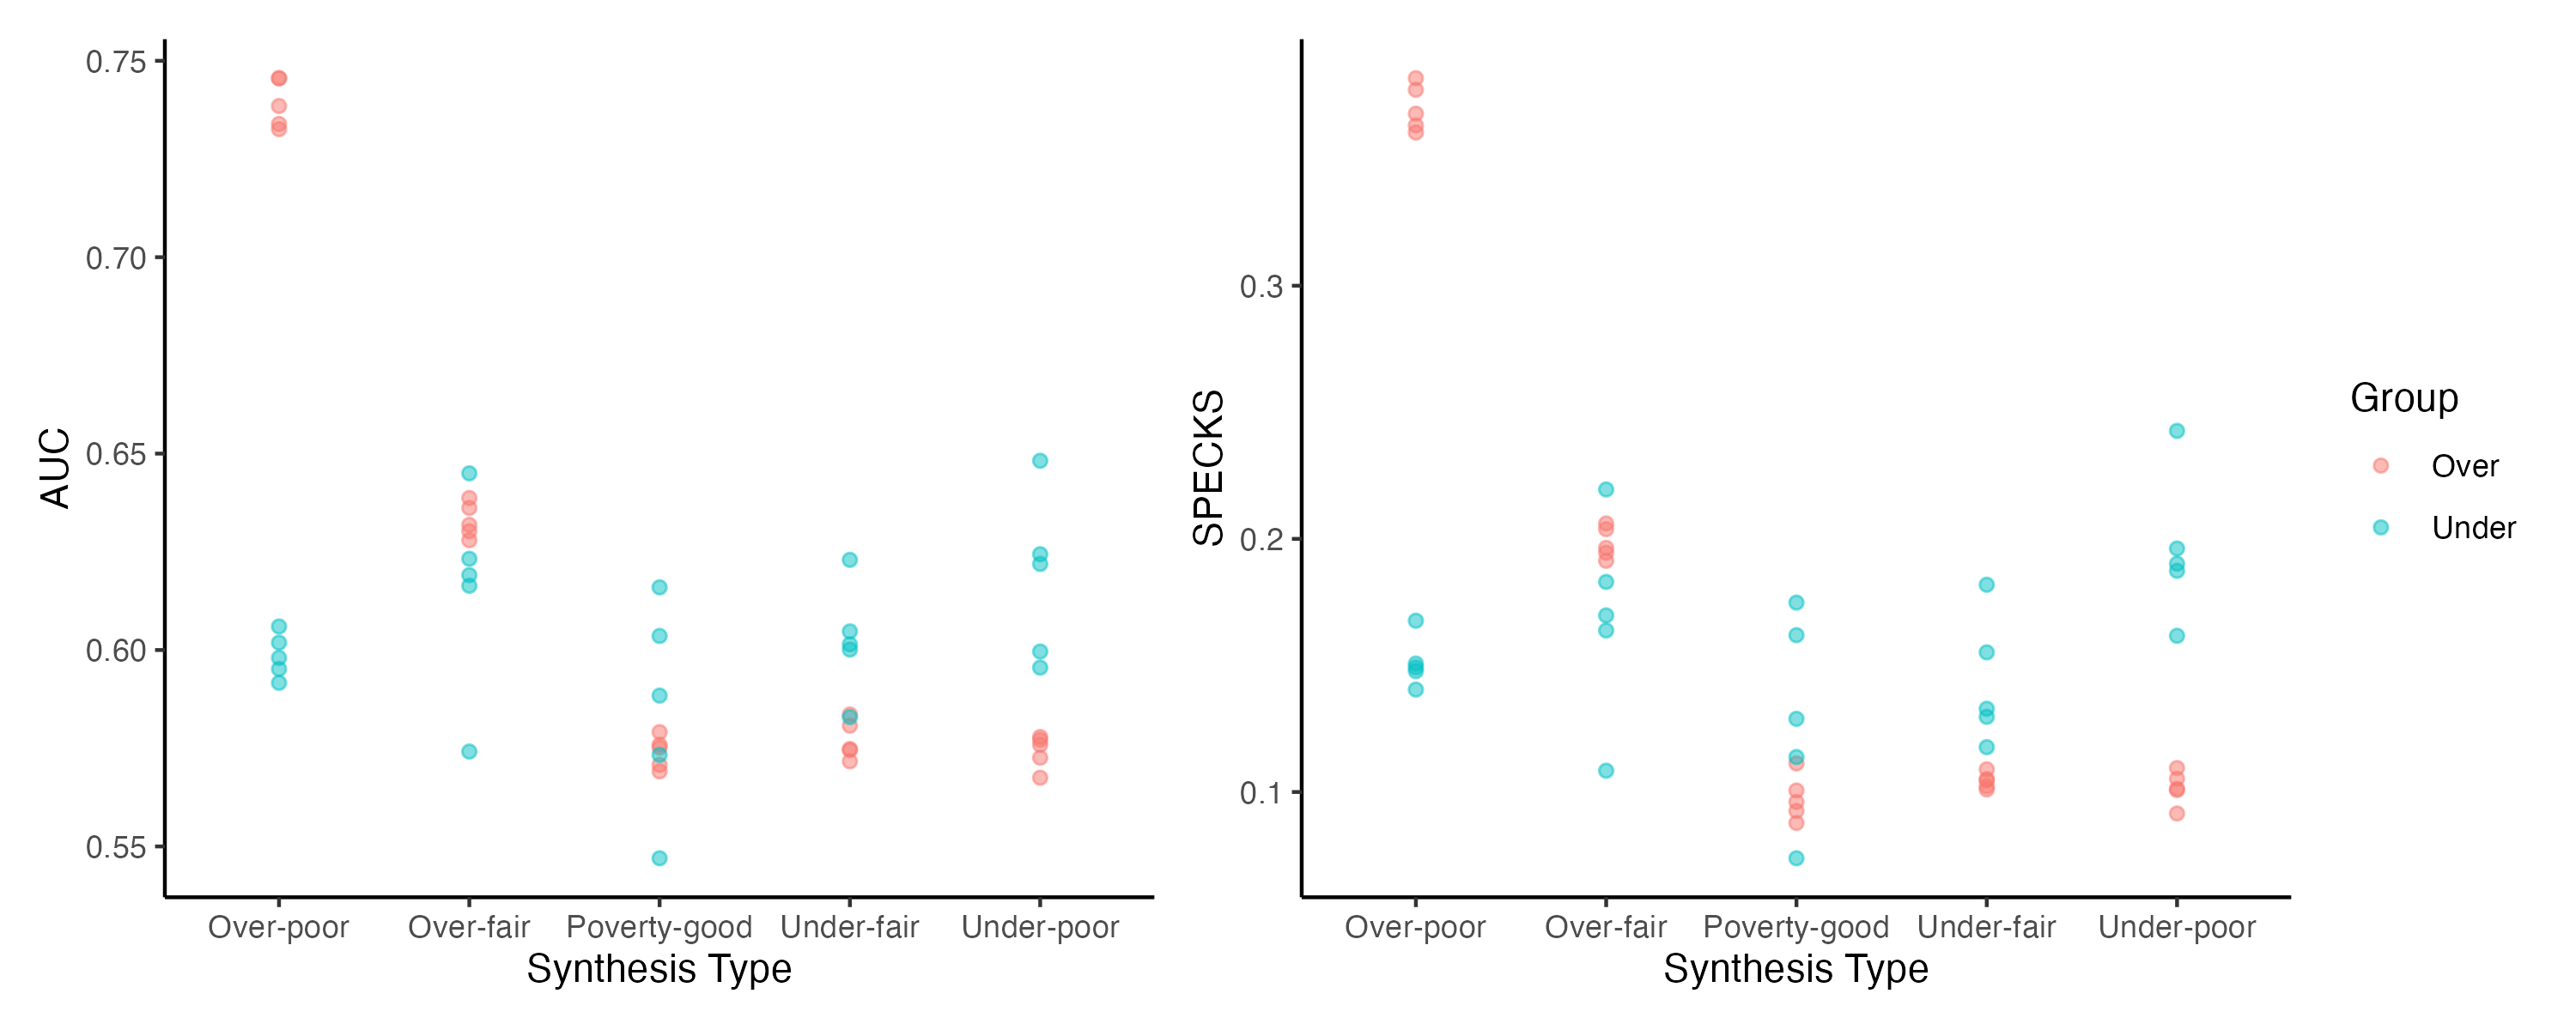 AUC
0.75
0.70
0.65
0.60
0.55
Over-poor
Over-fair
Poverty-good
Under-fair
Under-poor
Synthesis Type
SPECKS
0.3
0.2
0.1
Over-poor
Over-fair
Poverty-good
Under-fair
Under-poor
Synthesis Type
Group
Over
Under